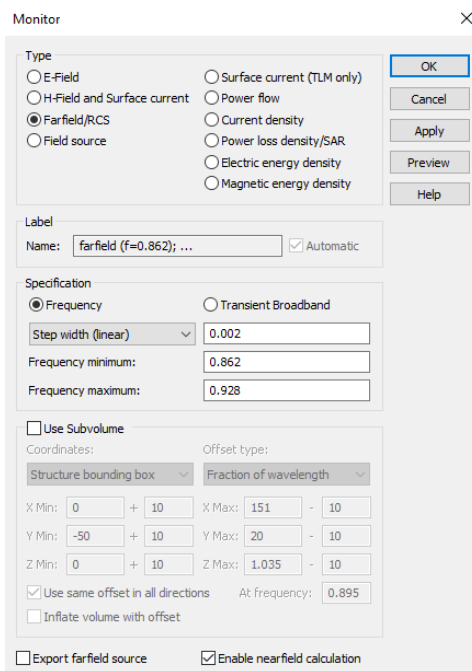 Monitor
Type
E-Field
Surface current (TLM only)
OK
H-Field and Surface current
Power flow
Cancel
Farfield/RCS
Current density
Field source
Power loss density/SAR
Apply
Electric energy density
Preview
Magnetic energy density
Help
Label
Name: farfield (f=0.862); ... Automatic
Specification
Frequency
Transient Broadband
Step width (linear) 0.002
Frequency minimum: 0.862
Frequency maximum: 0.928
Use Subvolume
Coordinates: Offset type:
Structure bounding box Fraction of wavelength
X Min: 0 + 10 X Max: 151 - 10
Y Min: -50 + 10 Y Max: 20 - 10
Z Min: 0 + 10 Z Max: 1.035 - 10
Use same offset in all directions At frequency: 0.895
Inflate volume with offset
Export farfield source Enable nearfield calculation